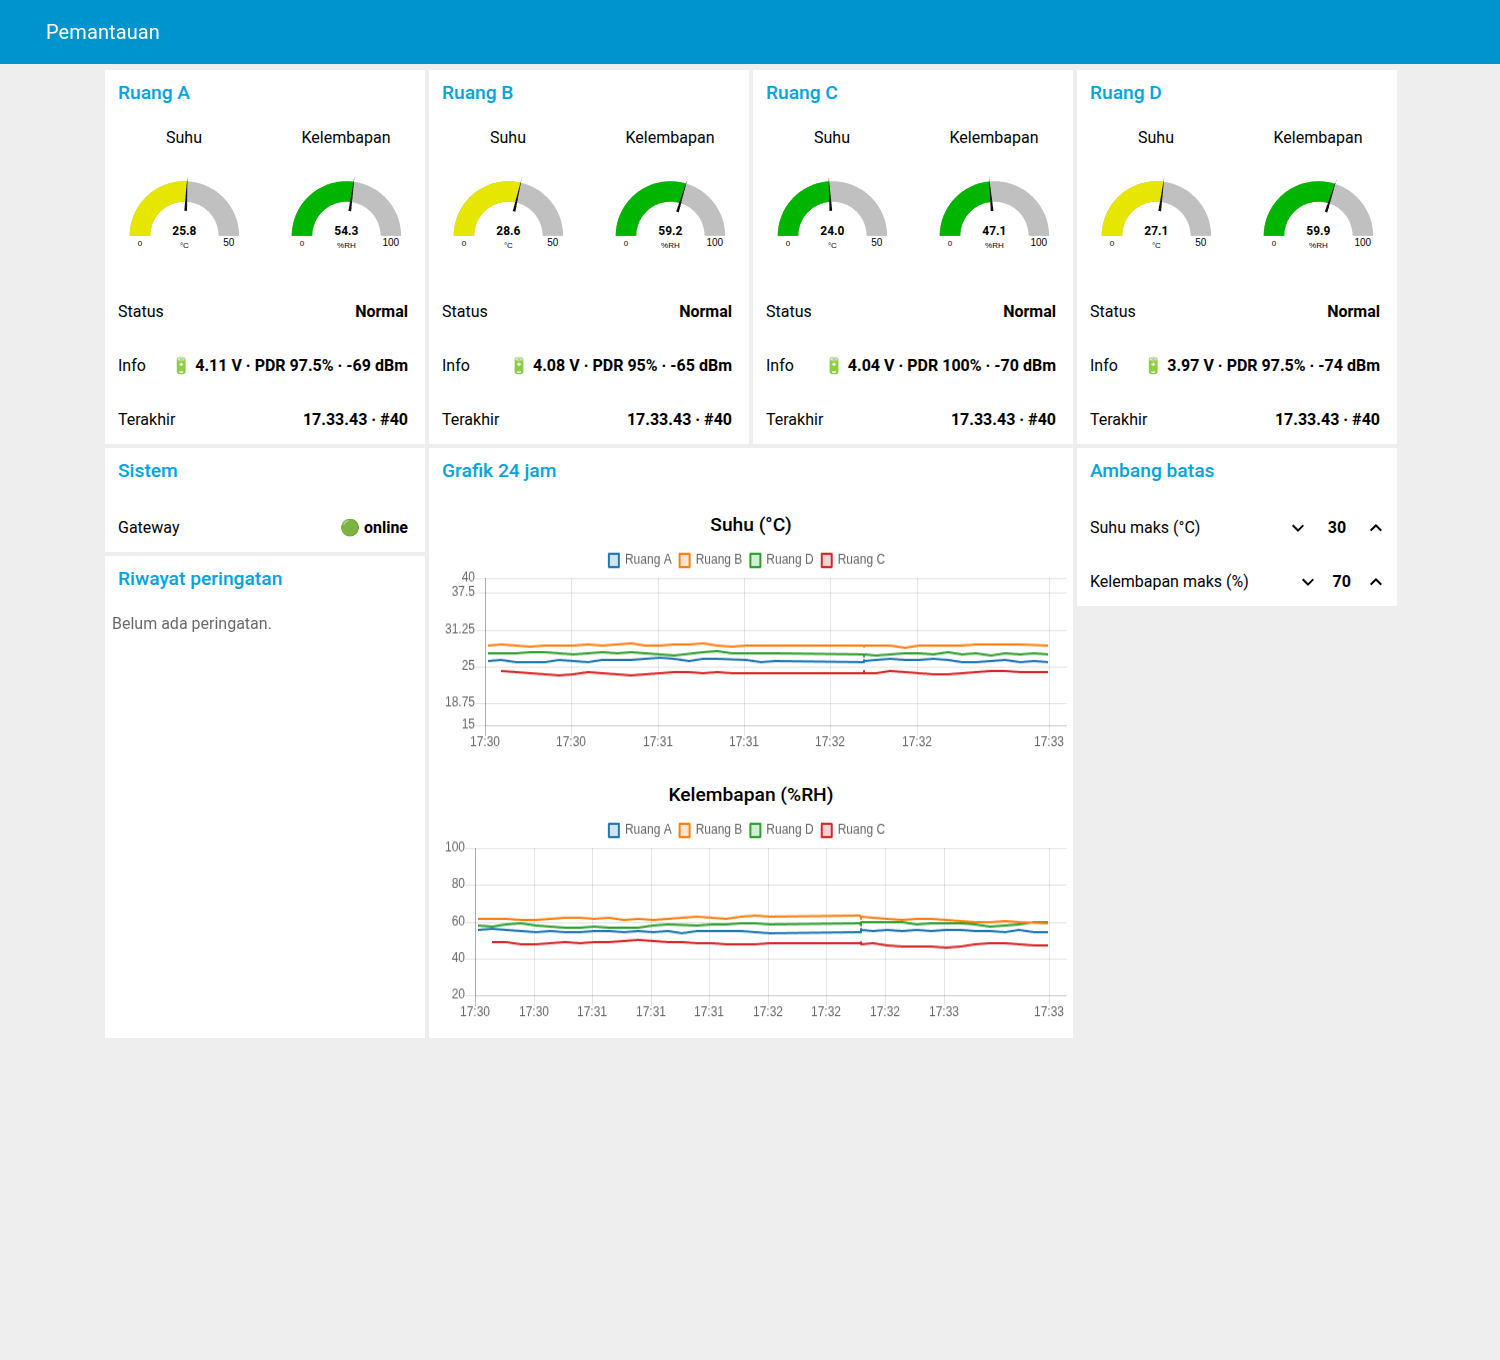 Pemantauan
Ruang A
Suhu
Kelembapan
25.8
°C
0
50
54.3
%RH
0
100
Status
Normal
Info
🔋 4.11 V · PDR 97.5% · -69 dBm
Terakhir
17.33.43 · #40
Ruang B
Suhu
Kelembapan
28.6
°C
0
50
59.2
%RH
0
100
Status
Normal
Info
🔋 4.08 V · PDR 95% · -65 dBm
Terakhir
17.33.43 · #40
Ruang C
Suhu
Kelembapan
24.0
°C
0
50
47.1
%RH
0
100
Status
Normal
Info
🔋 4.04 V · PDR 100% · -70 dBm
Terakhir
17.33.43 · #40
Ruang D
Suhu
Kelembapan
27.1
°C
0
50
59.9
%RH
0
100
Status
Normal
Info
🔋 3.97 V · PDR 97.5% · -74 dBm
Terakhir
17.33.43 · #40
Sistem
Gateway
🟢 online
Riwayat peringatan
Belum ada peringatan.
Grafik 24 jam
Suhu (°C)
Ruang A Ruang B Ruang D Ruang C
40
37.5
31.25
25
18.75
15
17:30 17:30 17:31 17:31 17:32 17:32 17:33
Kelembapan (%RH)
Ruang A Ruang B Ruang D Ruang C
100
80
60
40
20
17:30 17:30 17:31 17:31 17:31 17:32 17:32 17:32 17:33 17:33
Ambang batas
Suhu maks (°C)
30
Kelembapan maks (%)
70